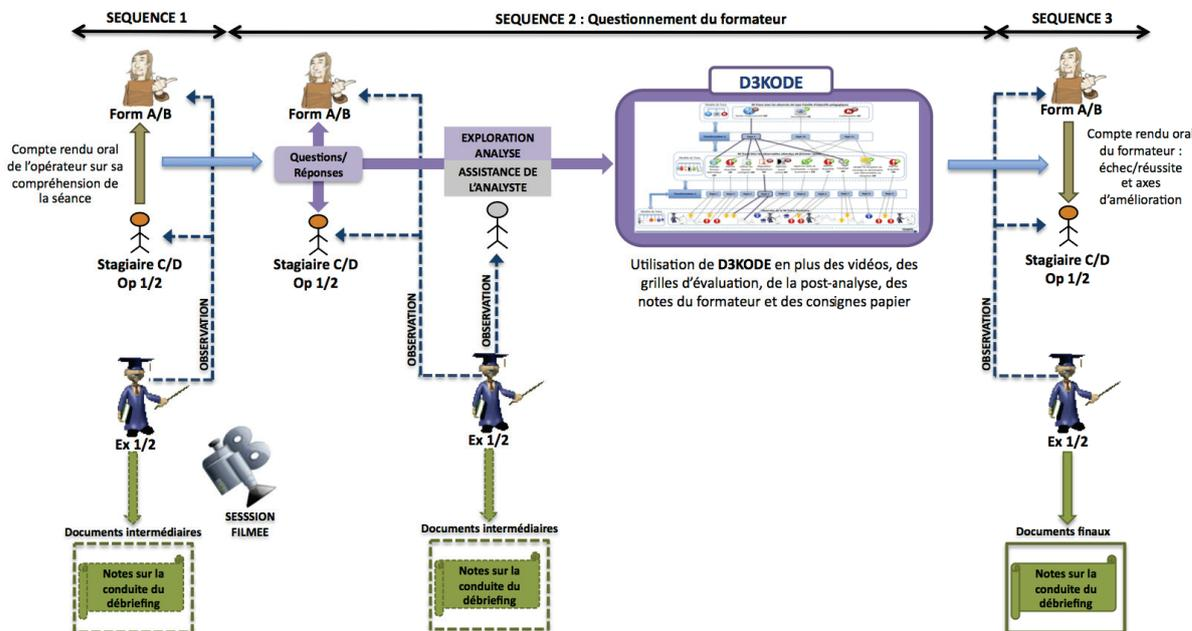 SEQUENCE 1
SEQUENCE 2 : Questionnement du formateur
SEQUENCE 3
Form A/B
Compte rendu oral
de l'opérateur sur sa
compréhension de
la séance
Stagiaire C/D
Op 1/2
OBSERVATION
Ex 1/2
Documents intermédiaires
Notes sur la
conduite du
débriefing
SESSSION
FILMEE
Form A/B
Questions/
Réponses
Stagiaire C/D
Op 1/2
OBSERVATION
EXPLORATION
ANALYSE
ASSISTANCE DE
L'ANALYSTE
OBSERVATION
Ex 1/2
Documents intermédiaires
Notes sur la
conduite du
débriefing
D3KODE
Utilisation de D3KODE en plus des vidéos, des
grilles d'évaluation, de la post-analyse, des
notes du formateur et des consignes papier
Form A/B
Compte rendu oral
du formateur :
échec/réussite
et axes
d'amélioration
Stagiaire C/D
Op 1/2
OBSERVATION
Ex 1/2
Documents finaux
Notes sur la
conduite du
débriefing